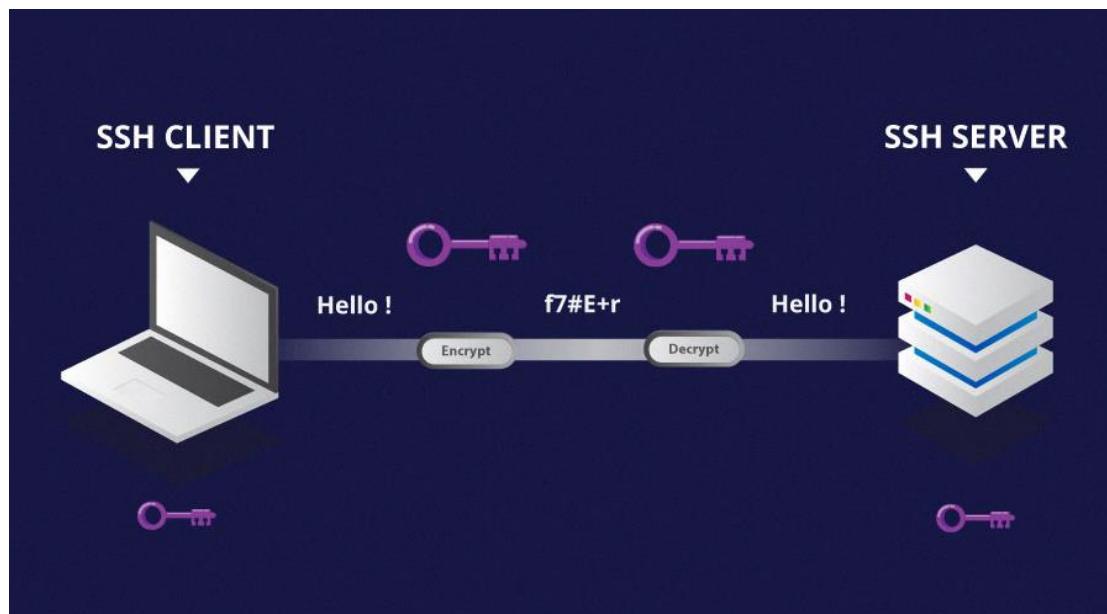 SSH CLIENT
SSH SERVER
Hello !
f7#E+r
Hello !
Encrypt
Decrypt